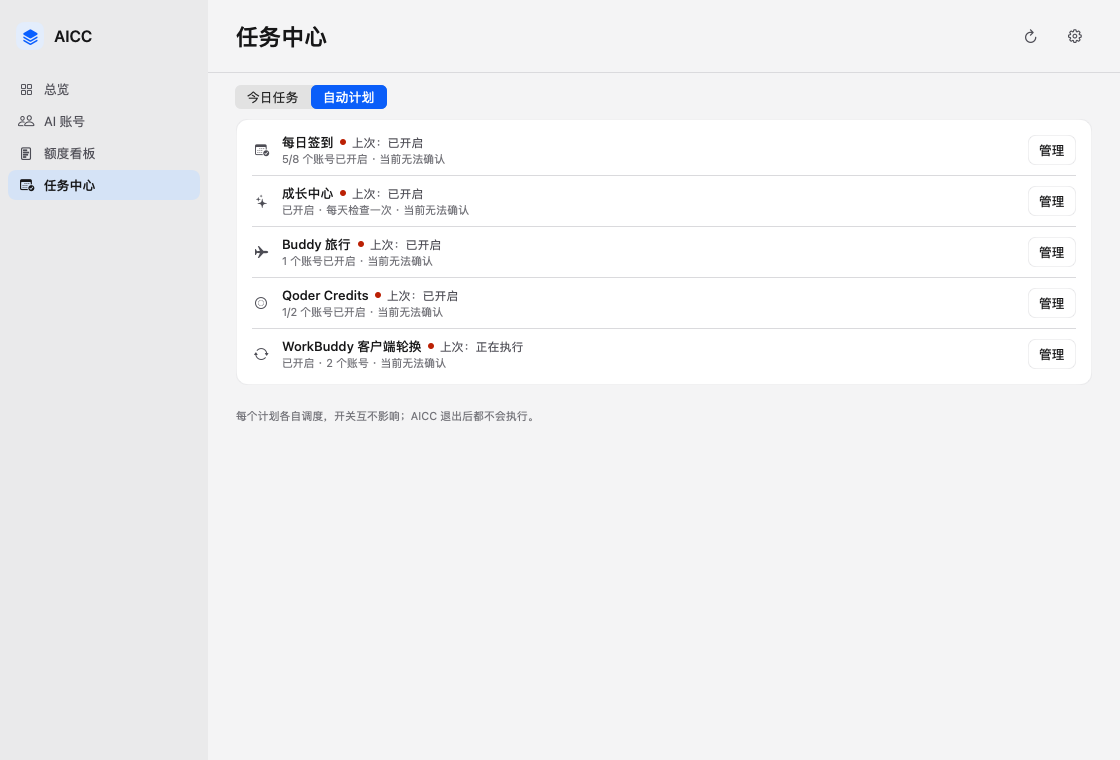 AICC
总览
AI 账号
额度看板
任务中心
任务中心
今日任务
自动计划
每日签到 上次：已开启
5/8 个账号已开启 · 当前无法确认
管理
成长中心 上次：已开启
已开启 · 每天检查一次 · 当前无法确认
管理
Buddy 旅行 上次：已开启
1 个账号已开启 · 当前无法确认
管理
Qoder Credits 上次：已开启
1/2 个账号已开启 · 当前无法确认
管理
WorkBuddy 客户端轮换 上次：正在执行
已开启 · 2 个账号 · 当前无法确认
管理
每个计划各自调度，开关互不影响；AICC 退出后都不会执行。